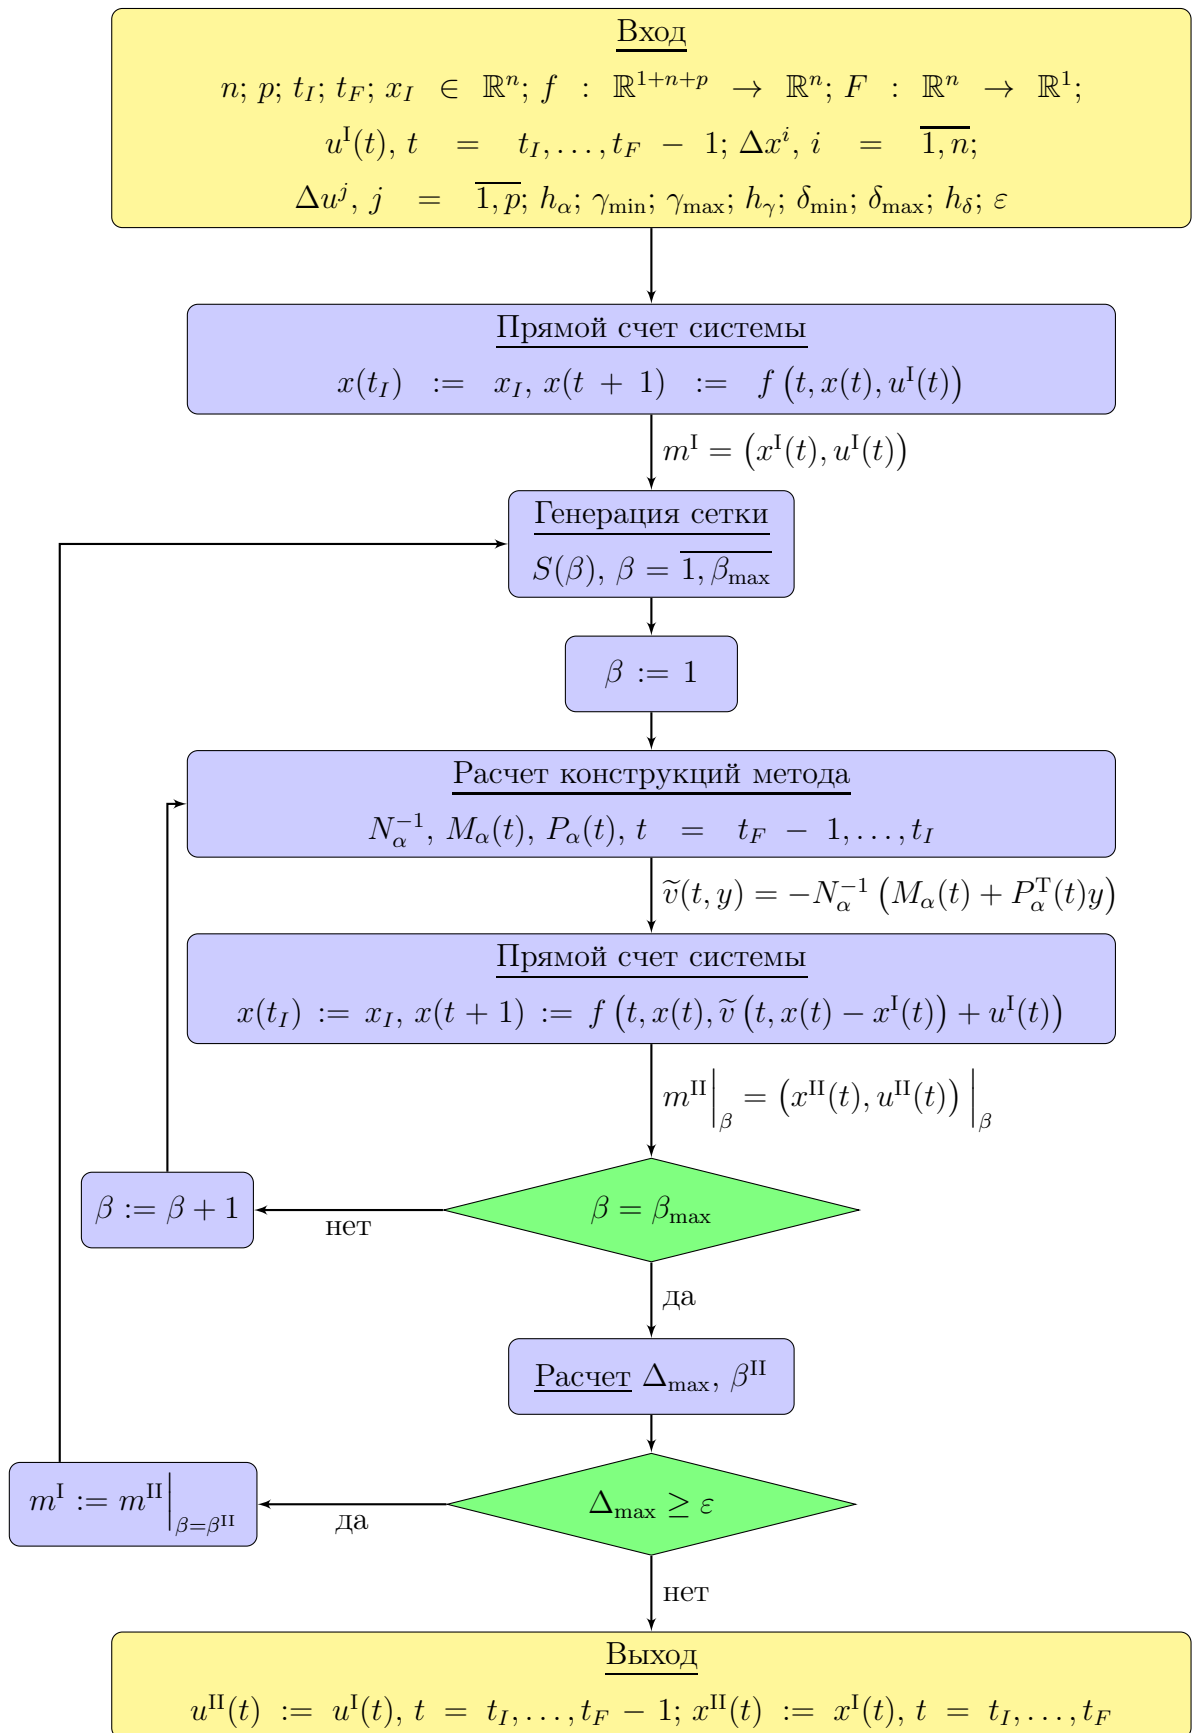 Вход
n; p; t_I; t_F; x_I ∈ ℝ^n; f : ℝ^{1+n+p} → ℝ^n; F : ℝ^n → ℝ^1;
u^I(t), t = t_I, …, t_F − 1; Δx^i, i = \overline{1, n};
Δu^j, j = \overline{1, p}; h_α; γ_min; γ_max; h_γ; δ_min; δ_max; h_δ; ε
Прямой счет системы
x(t_I) := x_I, x(t + 1) := f (t, x(t), u^I(t))
m^I = (x^I(t), u^I(t))
Генерация сетки
S(β), β = \overline{1, β_max}
β := 1
Расчет конструкций метода
N_α^{−1}, M_α(t), P_α(t), t = t_F − 1, …, t_I
ṽ(t, y) = −N_α^{−1} (M_α(t) + P_α^T(t)y)
Прямой счет системы
x(t_I) := x_I, x(t + 1) := f (t, x(t), ṽ (t, x(t) − x^I(t)) + u^I(t))
m^II|_β = (x^II(t), u^II(t)) |_β
β := β + 1
нет
β = β_max
да
Расчет Δ_max, β^II
m^I := m^II|_{β=β^II}
да
Δ_max ≥ ε
нет
Выход
u^II(t) := u^I(t), t = t_I, …, t_F − 1; x^II(t) := x^I(t), t = t_I, …, t_F